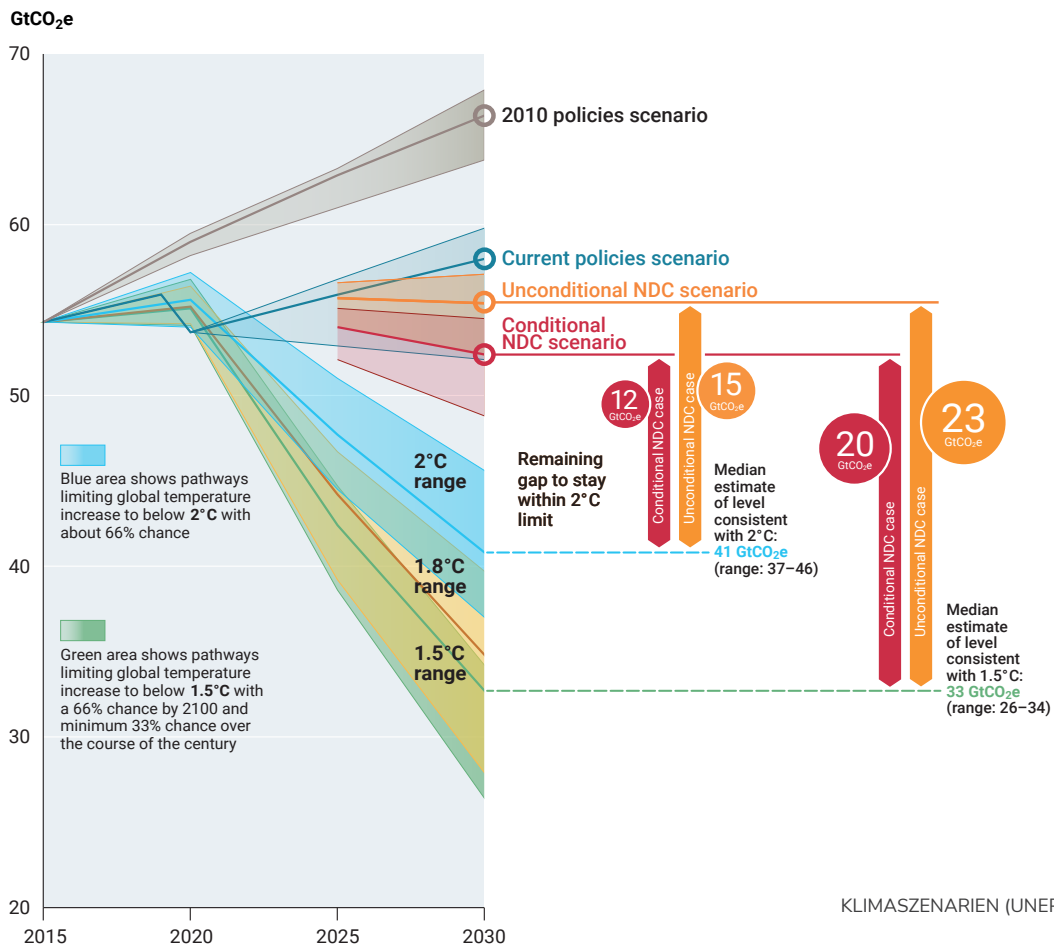 GtCO₂e
70
60
50
40
30
20
2015
2020
2025
2030
2010 policies scenario
Current policies scenario
Unconditional NDC scenario
Conditional
NDC scenario
2°C
range
1.8°C
range
1.5°C
range
Blue area shows pathways
limiting global temperature
increase to below 2°C with
about 66% chance
Green area shows pathways
limiting global temperature
increase to below 1.5°C with
a 66% chance by 2100 and
minimum 33% chance over
the course of the century
Remaining
gap to stay
within 2°C
limit
12
GtCO₂e
Conditional NDC case
Unconditional NDC case
15
GtCO₂e
Median
estimate
of level
consistent
with 2°C:
41 GtCO₂e
(range: 37–46)
20
GtCO₂e
Conditional NDC case
Unconditional NDC case
23
GtCO₂e
Median
estimate
of level
consistent
with 1.5°C:
33 GtCO₂e
(range: 26–34)
KLIMASZENARIEN (UNEP